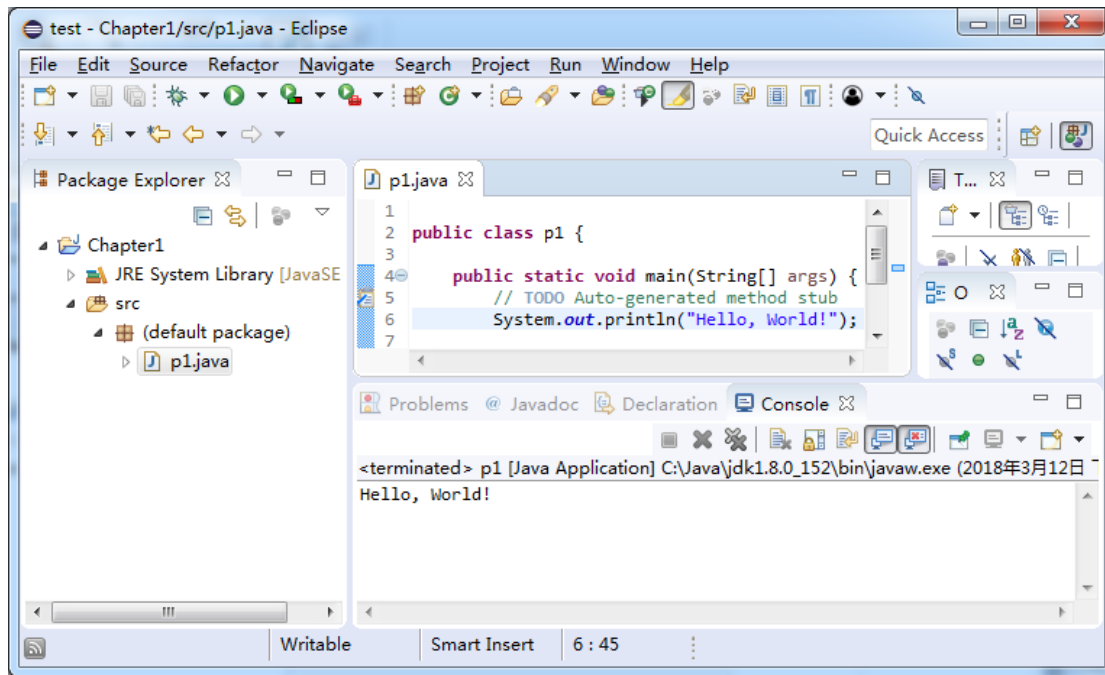 test - Chapter1/src/p1.java - Eclipse
File Edit Source Refactor Navigate Search Project Run Window Help
Quick Access
Package Explorer
Chapter1
JRE System Library [JavaSE
src
(default package)
p1.java
p1.java
1
2 public class p1 {
3
4 public static void main(String[] args) {
5 // TODO Auto-generated method stub
6 System.out.println("Hello, World!");
7
T...
O
Problems @ Javadoc Declaration Console
<terminated> p1 [Java Application] C:\Java\jdk1.8.0_152\bin\javaw.exe (2018年3月12日
Hello, World!
Writable Smart Insert 6 : 45